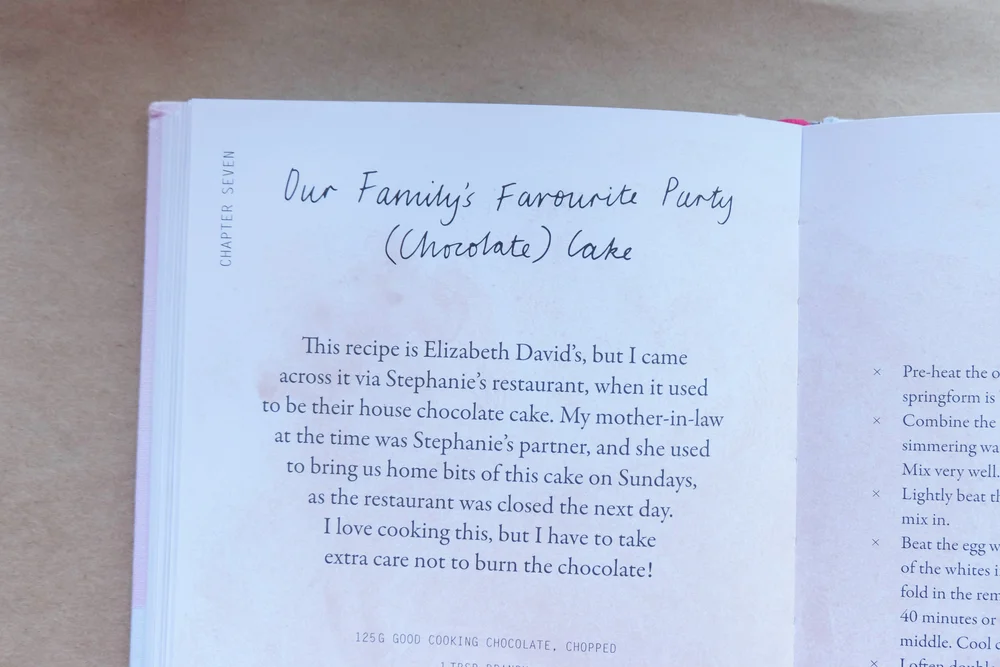 CHAPTER SEVEN
Our Family's Favourite Party
(Chocolate) Cake
This recipe is Elizabeth David's, but I came
across it via Stephanie's restaurant, when it used
to be their house chocolate cake. My mother-in-law
at the time was Stephanie's partner, and she used
to bring us home bits of this cake on Sundays,
as the restaurant was closed the next day.
I love cooking this, but I have to take
extra care not to burn the chocolate!
125G GOOD COOKING CHOCOLATE, CHOPPED
× Pre-heat the
springform is
× Combine the
simmering
Mix very well.
× Lightly beat
mix in.
× Beat the egg
of the whites
fold in the
40 minutes or
middle. Cool
× I often